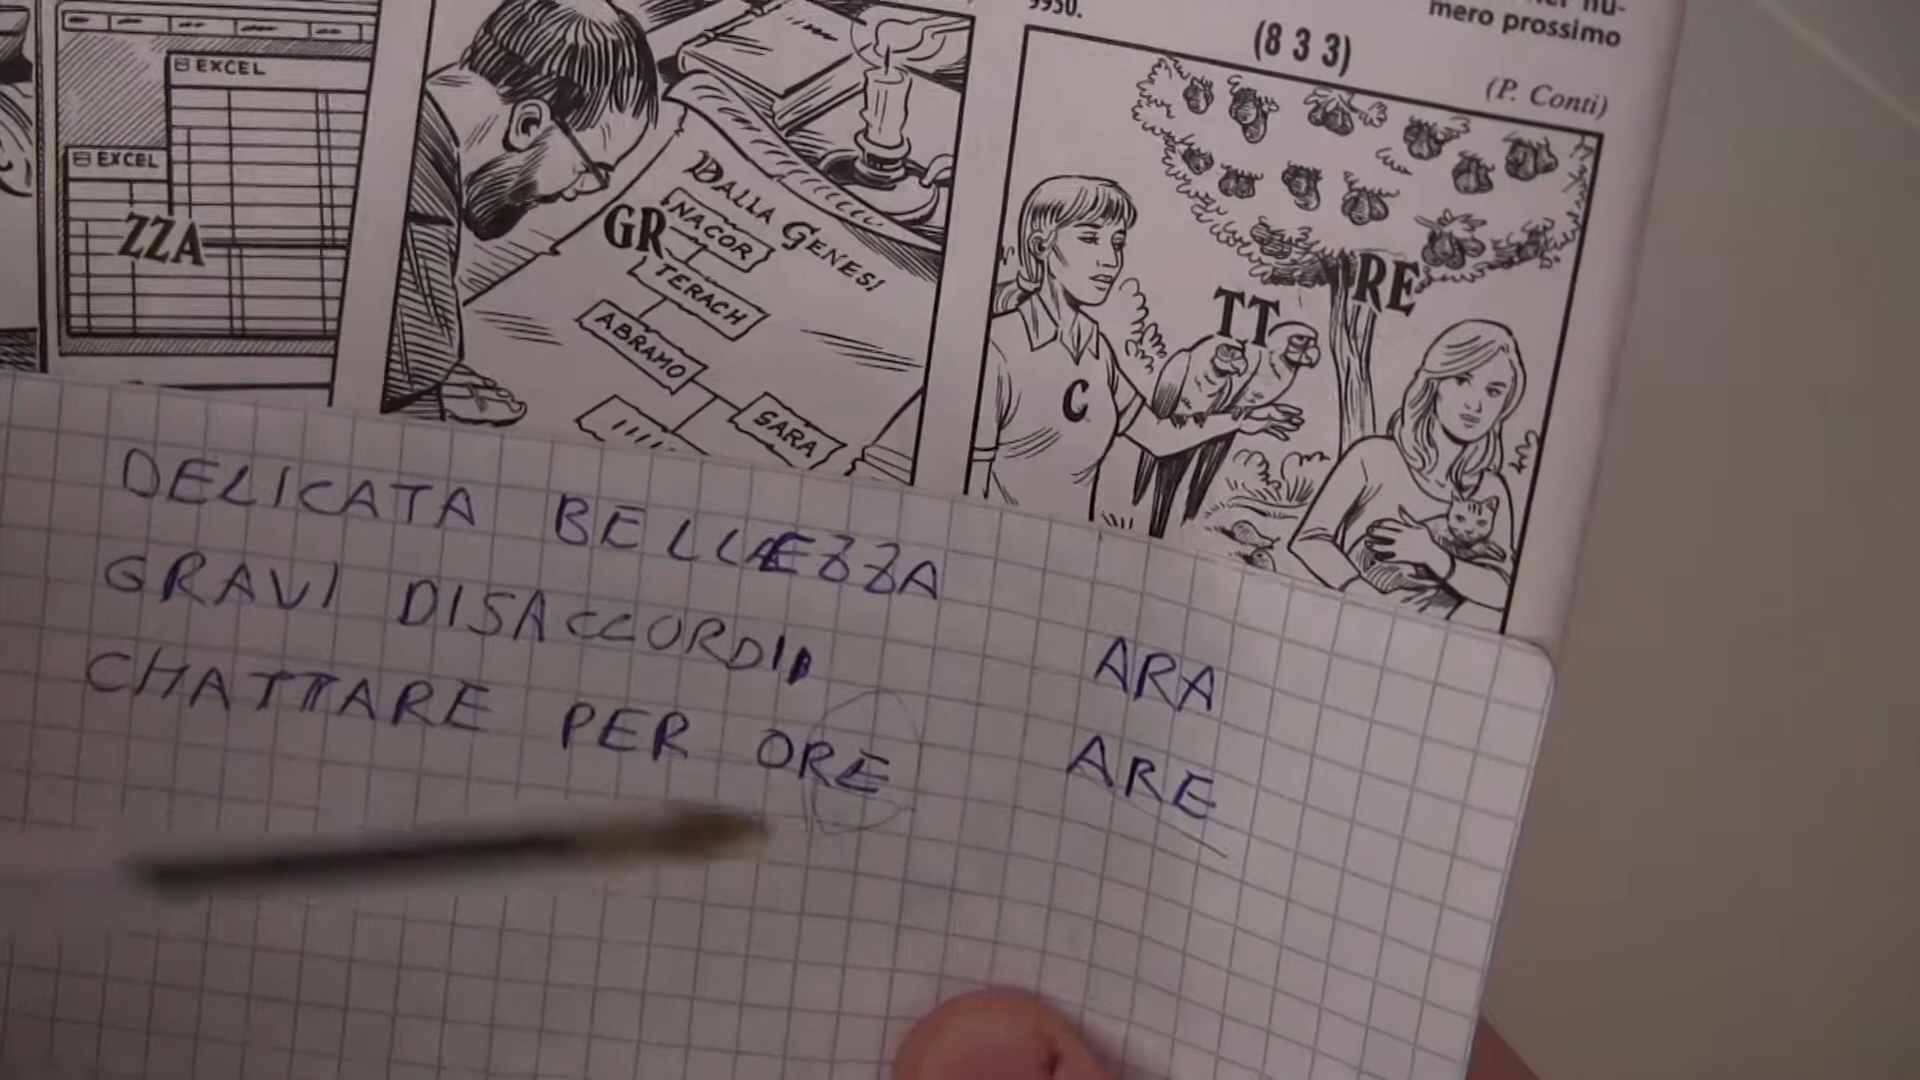 mero prossimo
9950.
(8 3 3)
(P. Conti)
EXCEL
EXCEL
ZZA
DALLA GENESI
GR
NACOR
TERACH
ABRAMO
SARA
C
TT
RE
DELICATA BELLEZZA
GRAVI DISACCORDI
CHATTARE PER ORE
ARA
ARE